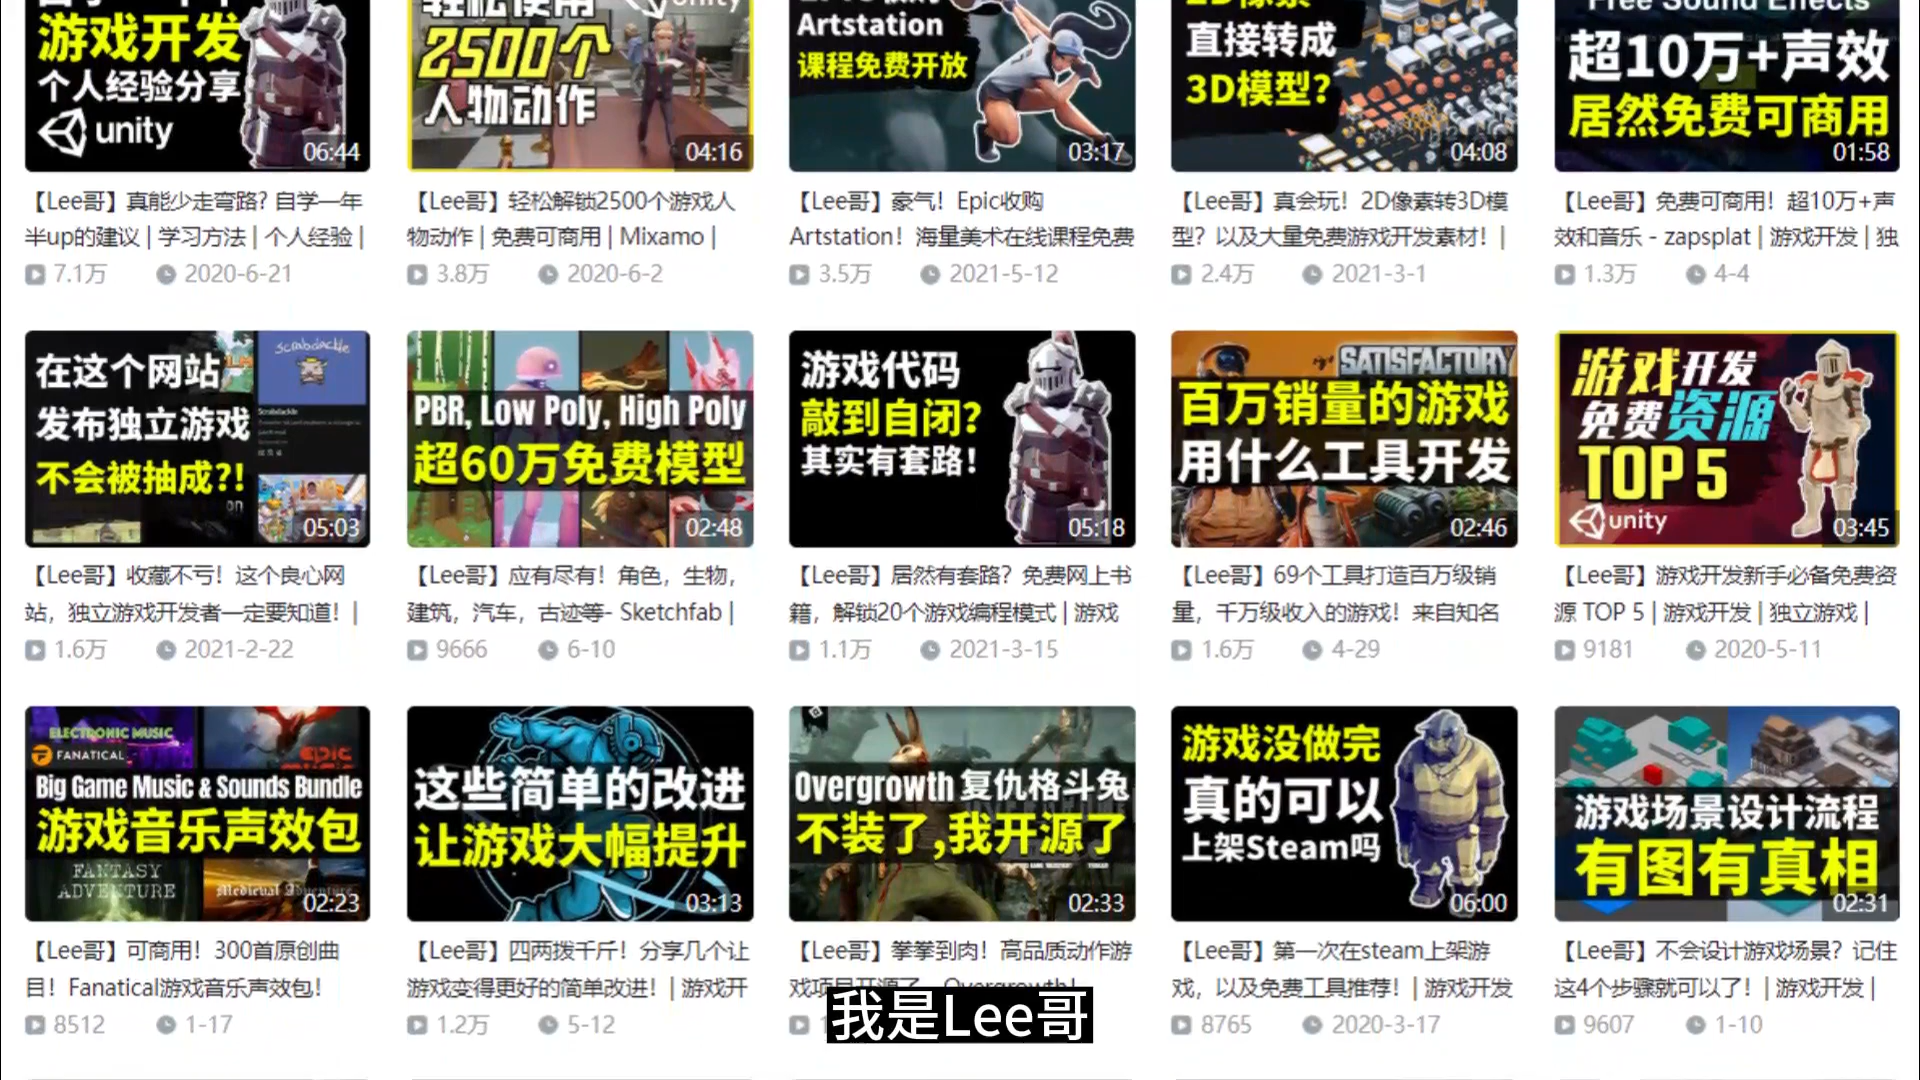 游戏开发
个人经验分享
unity
06:44
2500个
人物动作
04:16
Artstation
课程免费开放
03:17
直接转成
3D模型?
04:08
Free Sound Effects
超10万+声效
居然免费可商用
01:58
【Lee哥】真能少走弯路? 自学一年
半up的建议 | 学习方法 | 个人经验 |
7.1万 2020-6-21
【Lee哥】轻松解锁2500个游戏人
物动作 | 免费可商用 | Mixamo |
3.8万 2020-6-2
【Lee哥】豪气！Epic收购
Artstation！海量美术在线课程免费
3.5万 2021-5-12
【Lee哥】真会玩！2D像素转3D模
型？以及大量免费游戏开发素材！ |
2.4万 2021-3-1
【Lee哥】免费可商用！超10万+声
效和音乐 - zapsplat | 游戏开发 | 独
1.3万 4-4
在这个网站
发布独立游戏
不会被抽成?!
Scrabdackle
Scrabdackle
05:03
PBR, Low Poly, High Poly
超60万免费模型
02:48
游戏代码
敲到自闭?
其实有套路!
05:18
SATISFACTORY
百万销量的游戏
用什么工具开发
02:46
游戏开发
免费资源
TOP 5
unity
03:45
【Lee哥】收藏不亏！这个良心网
站，独立游戏开发者一定要知道！ |
1.6万 2021-2-22
【Lee哥】应有尽有！角色，生物，
建筑，汽车，古迹等- Sketchfab |
9666 6-10
【Lee哥】居然有套路？免费网上书
籍，解锁20个游戏编程模式 | 游戏
1.1万 2021-3-15
【Lee哥】69个工具打造百万级销
量，千万级收入的游戏！来自知名
1.6万 4-29
【Lee哥】游戏开发新手必备免费资
源 TOP 5 | 游戏开发 | 独立游戏 |
9181 2020-5-11
ELECTRONIC MUSIC
FANATICAL
EPIC
Big Game Music & Sounds Bundle
游戏音乐声效包
FANTASY
ADVENTURE
Medieval Adventure
02:23
这些简单的改进
让游戏大幅提升
03:13
Overgrowth 复仇格斗兔
不装了,我开源了
02:33
游戏没做完
真的可以
上架Steam吗
06:00
游戏场景设计流程
有图有真相
02:31
【Lee哥】可商用！300首原创曲
目！Fanatical游戏音乐声效包！
8512 1-17
【Lee哥】四两拨千斤！分享几个让
游戏变得更好的简单改进！ | 游戏开
1.2万 5-12
【Lee哥】拳拳到肉！高品质动作游
戏项目开源了
【Lee哥】第一次在steam上架游
戏，以及免费工具推荐！ | 游戏开发
8765 2020-3-17
【Lee哥】不会设计游戏场景？记住
这4个步骤就可以了！ | 游戏开发 |
9607 1-10
我是Lee哥